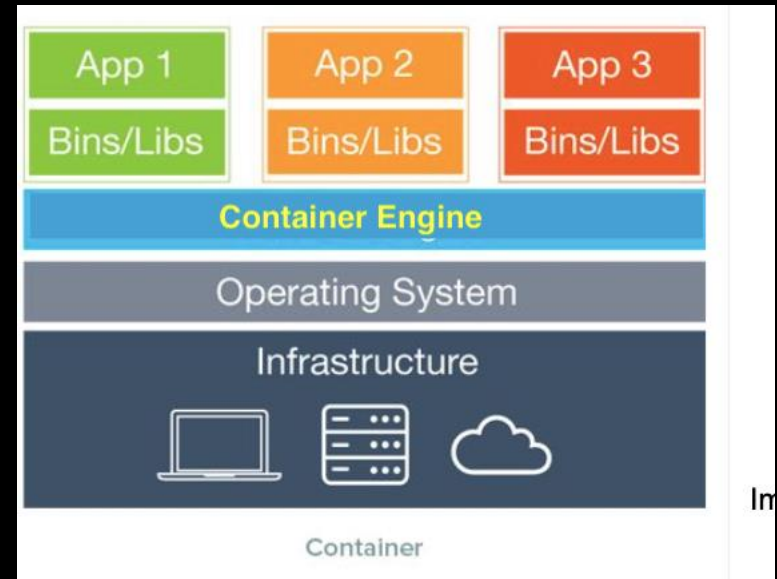 App 1
App 2
App 3
Bins/Libs
Bins/Libs
Bins/Libs
Container Engine
Operating System
Infrastructure
Container